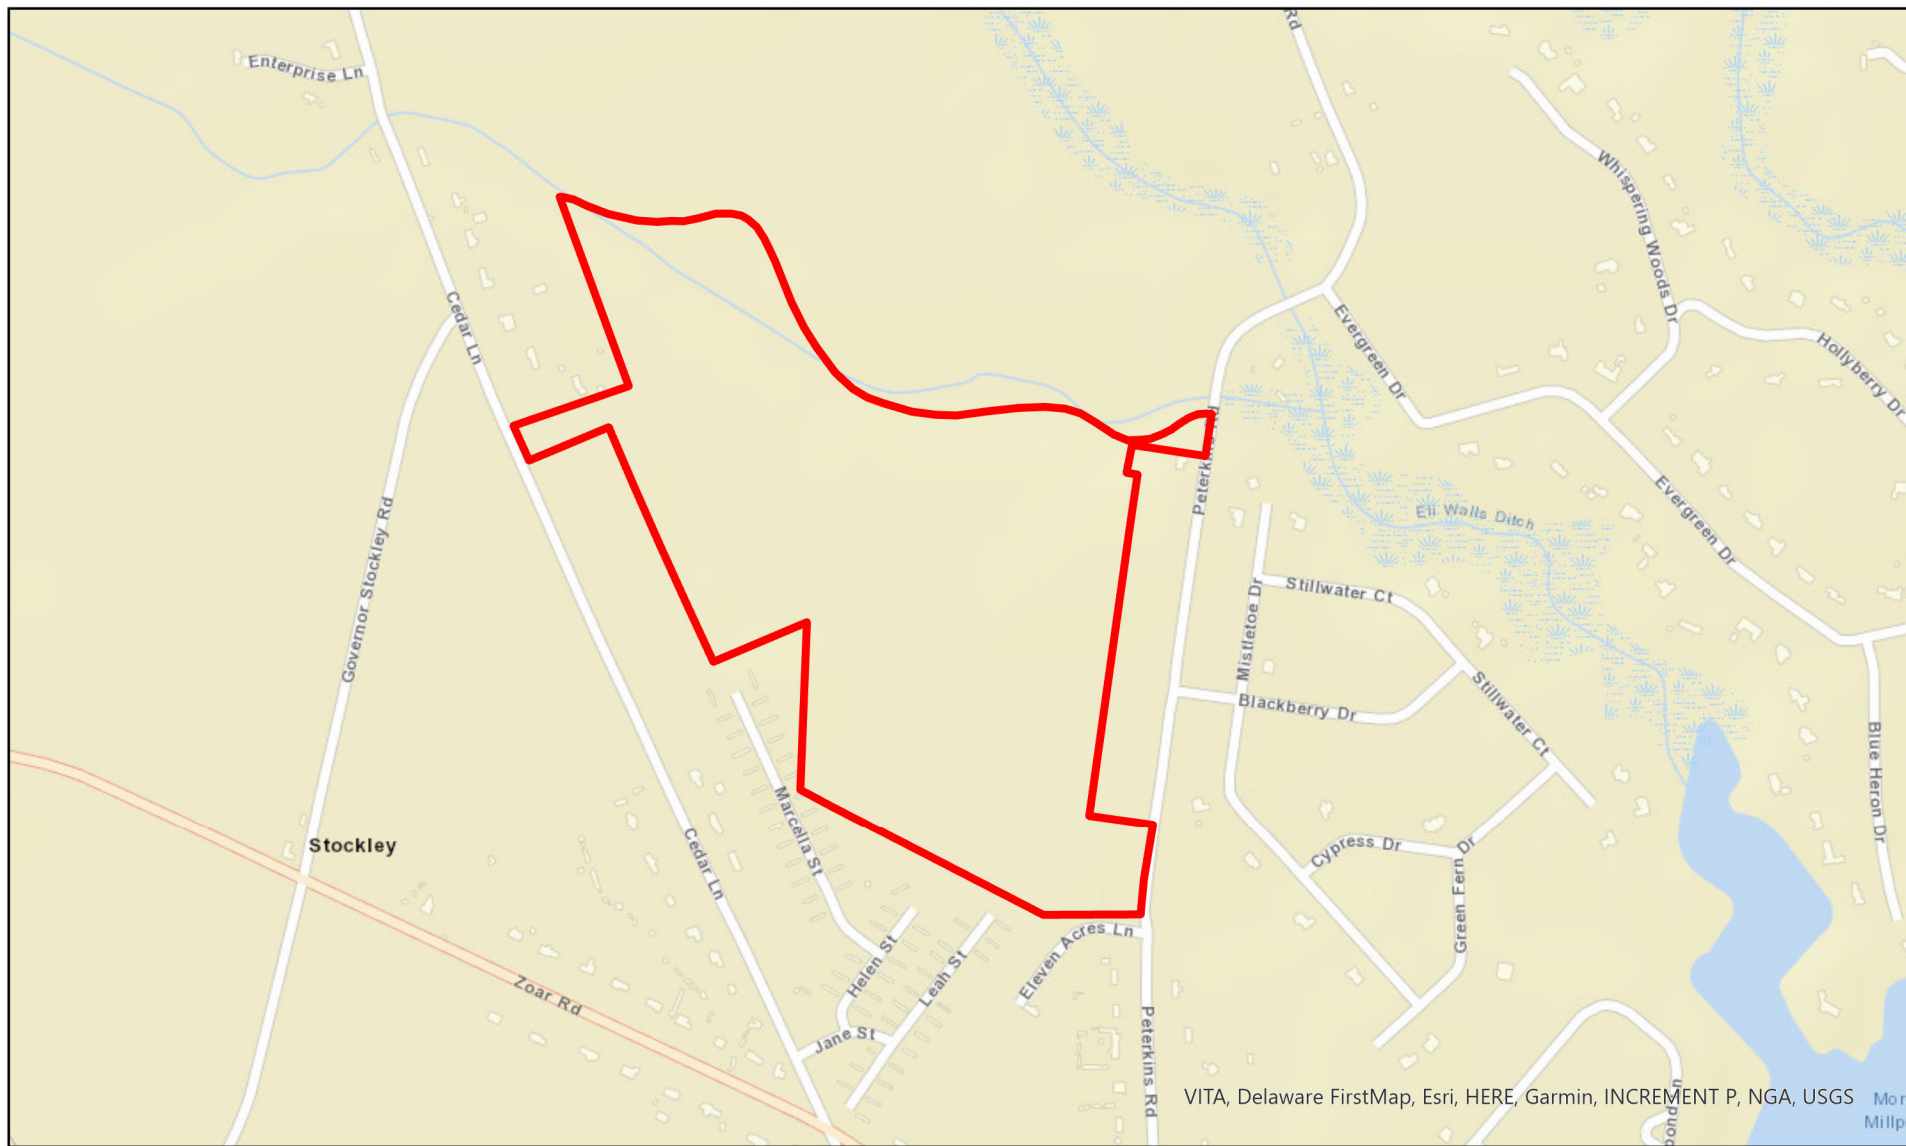 Rd
Enterprise Ln
Whispering Woods Dr
Cedar Ln
Evergreen Dr
Hollyberry Dr
Peterkins Rd
Governor Stockley Rd
Eli Walls Ditch
Evergreen Dr
Stillwater Ct
Mistletoe Dr
Blackberry Dr
Stillwater Ct
Blue Heron Dr
Marcella St
Stockley
Cedar Ln
Cypress Dr
Green Fern Dr
Eleven Acres Ln
Helen St
Leah St
Zoar Rd
Jane St
Peterkins Rd
VITA, Delaware FirstMap, Esri, HERE, Garmin, INCREMENT P, NGA, USGS